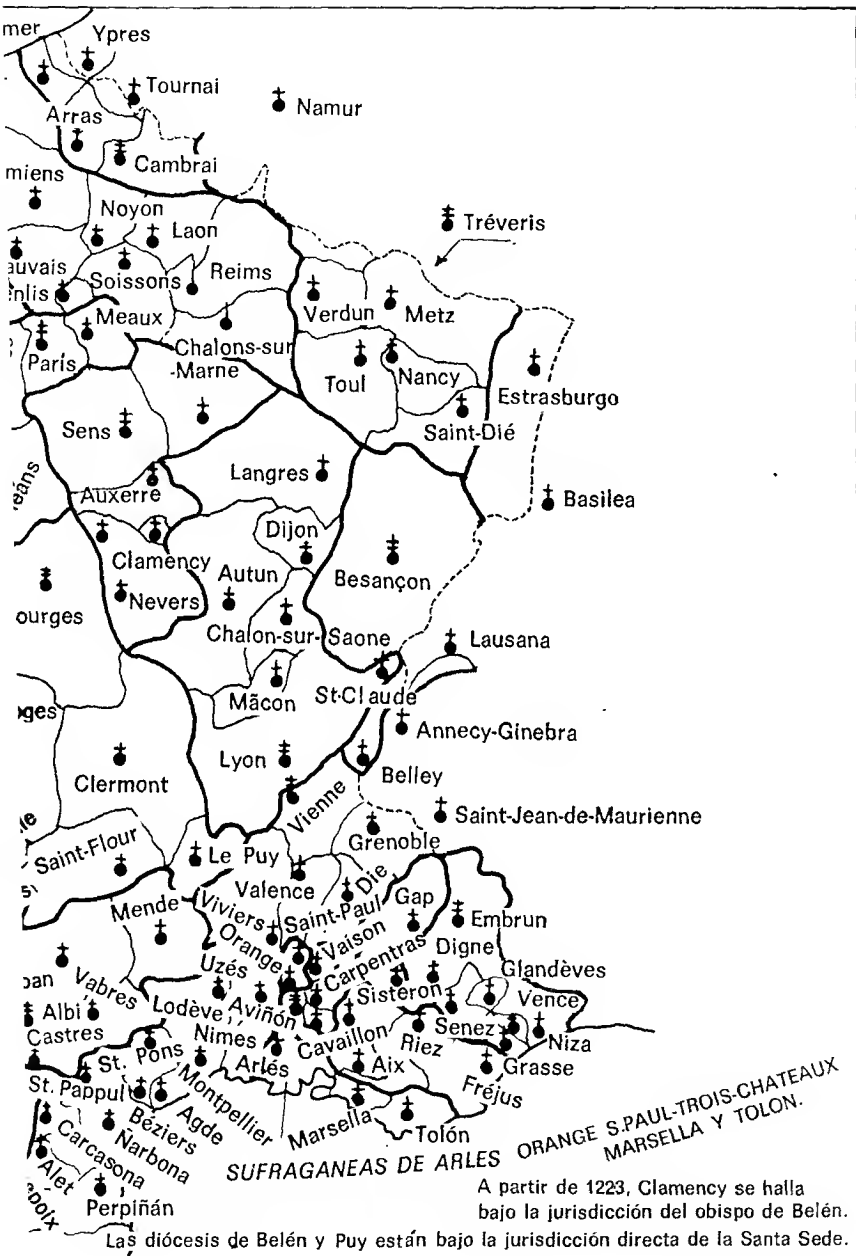 mer
Ypres
Tournai
Namur
Arras
Cambrai
miens
Noyon
Laon
Tréveris
auvais
Soissons
Reims
enlis
Verdun
Metz
Meaux
París
Chalons-sur
-Marne
Toul
Nancy
Estrasburgo
Sens
Saint-Dié
Langres
eáns
Auxerre
Basilea
Dijon
Clamency
Autun
Besançon
Nevers
ourges
Chalon-sur-Saone
Lausana
Mãcon
St-Claude
oges
Annecy-Ginebra
Lyon
Belley
Clermont
Vienne
Saint-Jean-de-Maurienne
Grenoble
Saint-Flour
Le Puy
Valence
Die
Gap
Mende
Viviers
Saint-Paul
Embrun
Orange
Vaison
Digne
Uzés
Carpentras
Glandèves
Vabres
Sisteron
Vence
Albi
Lodève
Aviñón
Castres
Nimes
Cavaillon
Riez
Senez
Niza
St. Pons
Arlés
Aix
Grasse
St. Pappul
Montpellier
Fréjus
Béziers
Agde
Marsella
Tolón
Carcasona
Narbona
Alet
Perpiñán
epoix
SUFRAGANEAS DE ARLES ORANGE S.PAUL-TROIS-CHATEAUX
MARSELLA Y TOLON.
A partir de 1223, Clamency se halla
bajo la jurisdicción del obispo de Belén.
Las diócesis de Belén y Puy están bajo la jurisdicción directa de la Santa Sede.